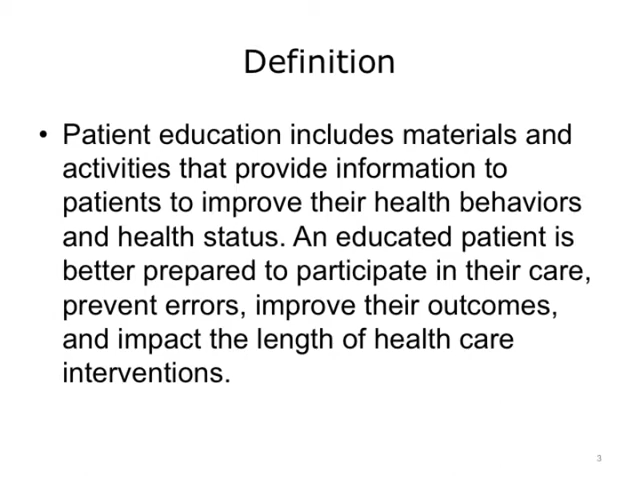 Definition
• Patient education includes materials and
activities that provide information to
patients to improve their health behaviors
and health status. An educated patient is
better prepared to participate in their care,
prevent errors, improve their outcomes,
and impact the length of health care
interventions.
3